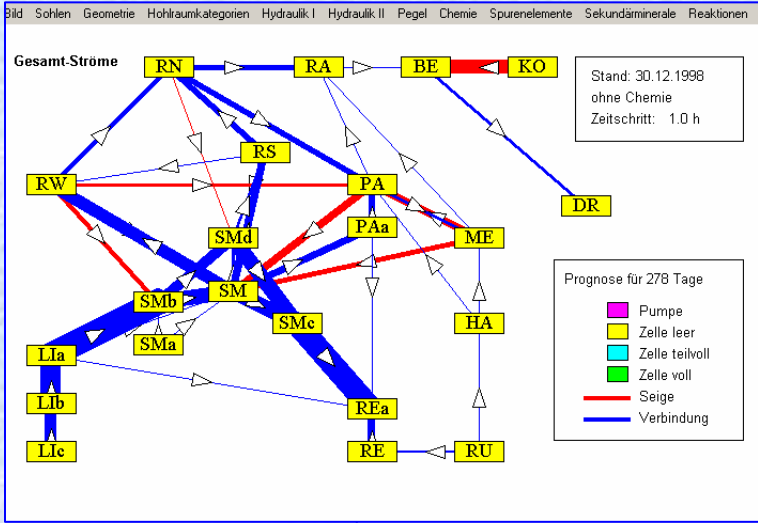 Bild Sohlen Geometrie Hohlraumkategorien Hydraulik I Hydraulik II Pegel Chemie Spurenelemente Sekundärminerale Reaktionen
Gesamt-Ströme
RN RA BE KO
Stand: 30.12.1998
ohne Chemie
Zeitschritt: 1.0 h
RS
RW PA
DR
PAa
SMd ME
Prognose für 278 Tage
SM
SMb
Pumpe
SMc HA
Zelle leer
SMa
LIa
Zelle teilvoll
Zelle voll
LIb
Seige
REa
Verbindung
LIc RE RU